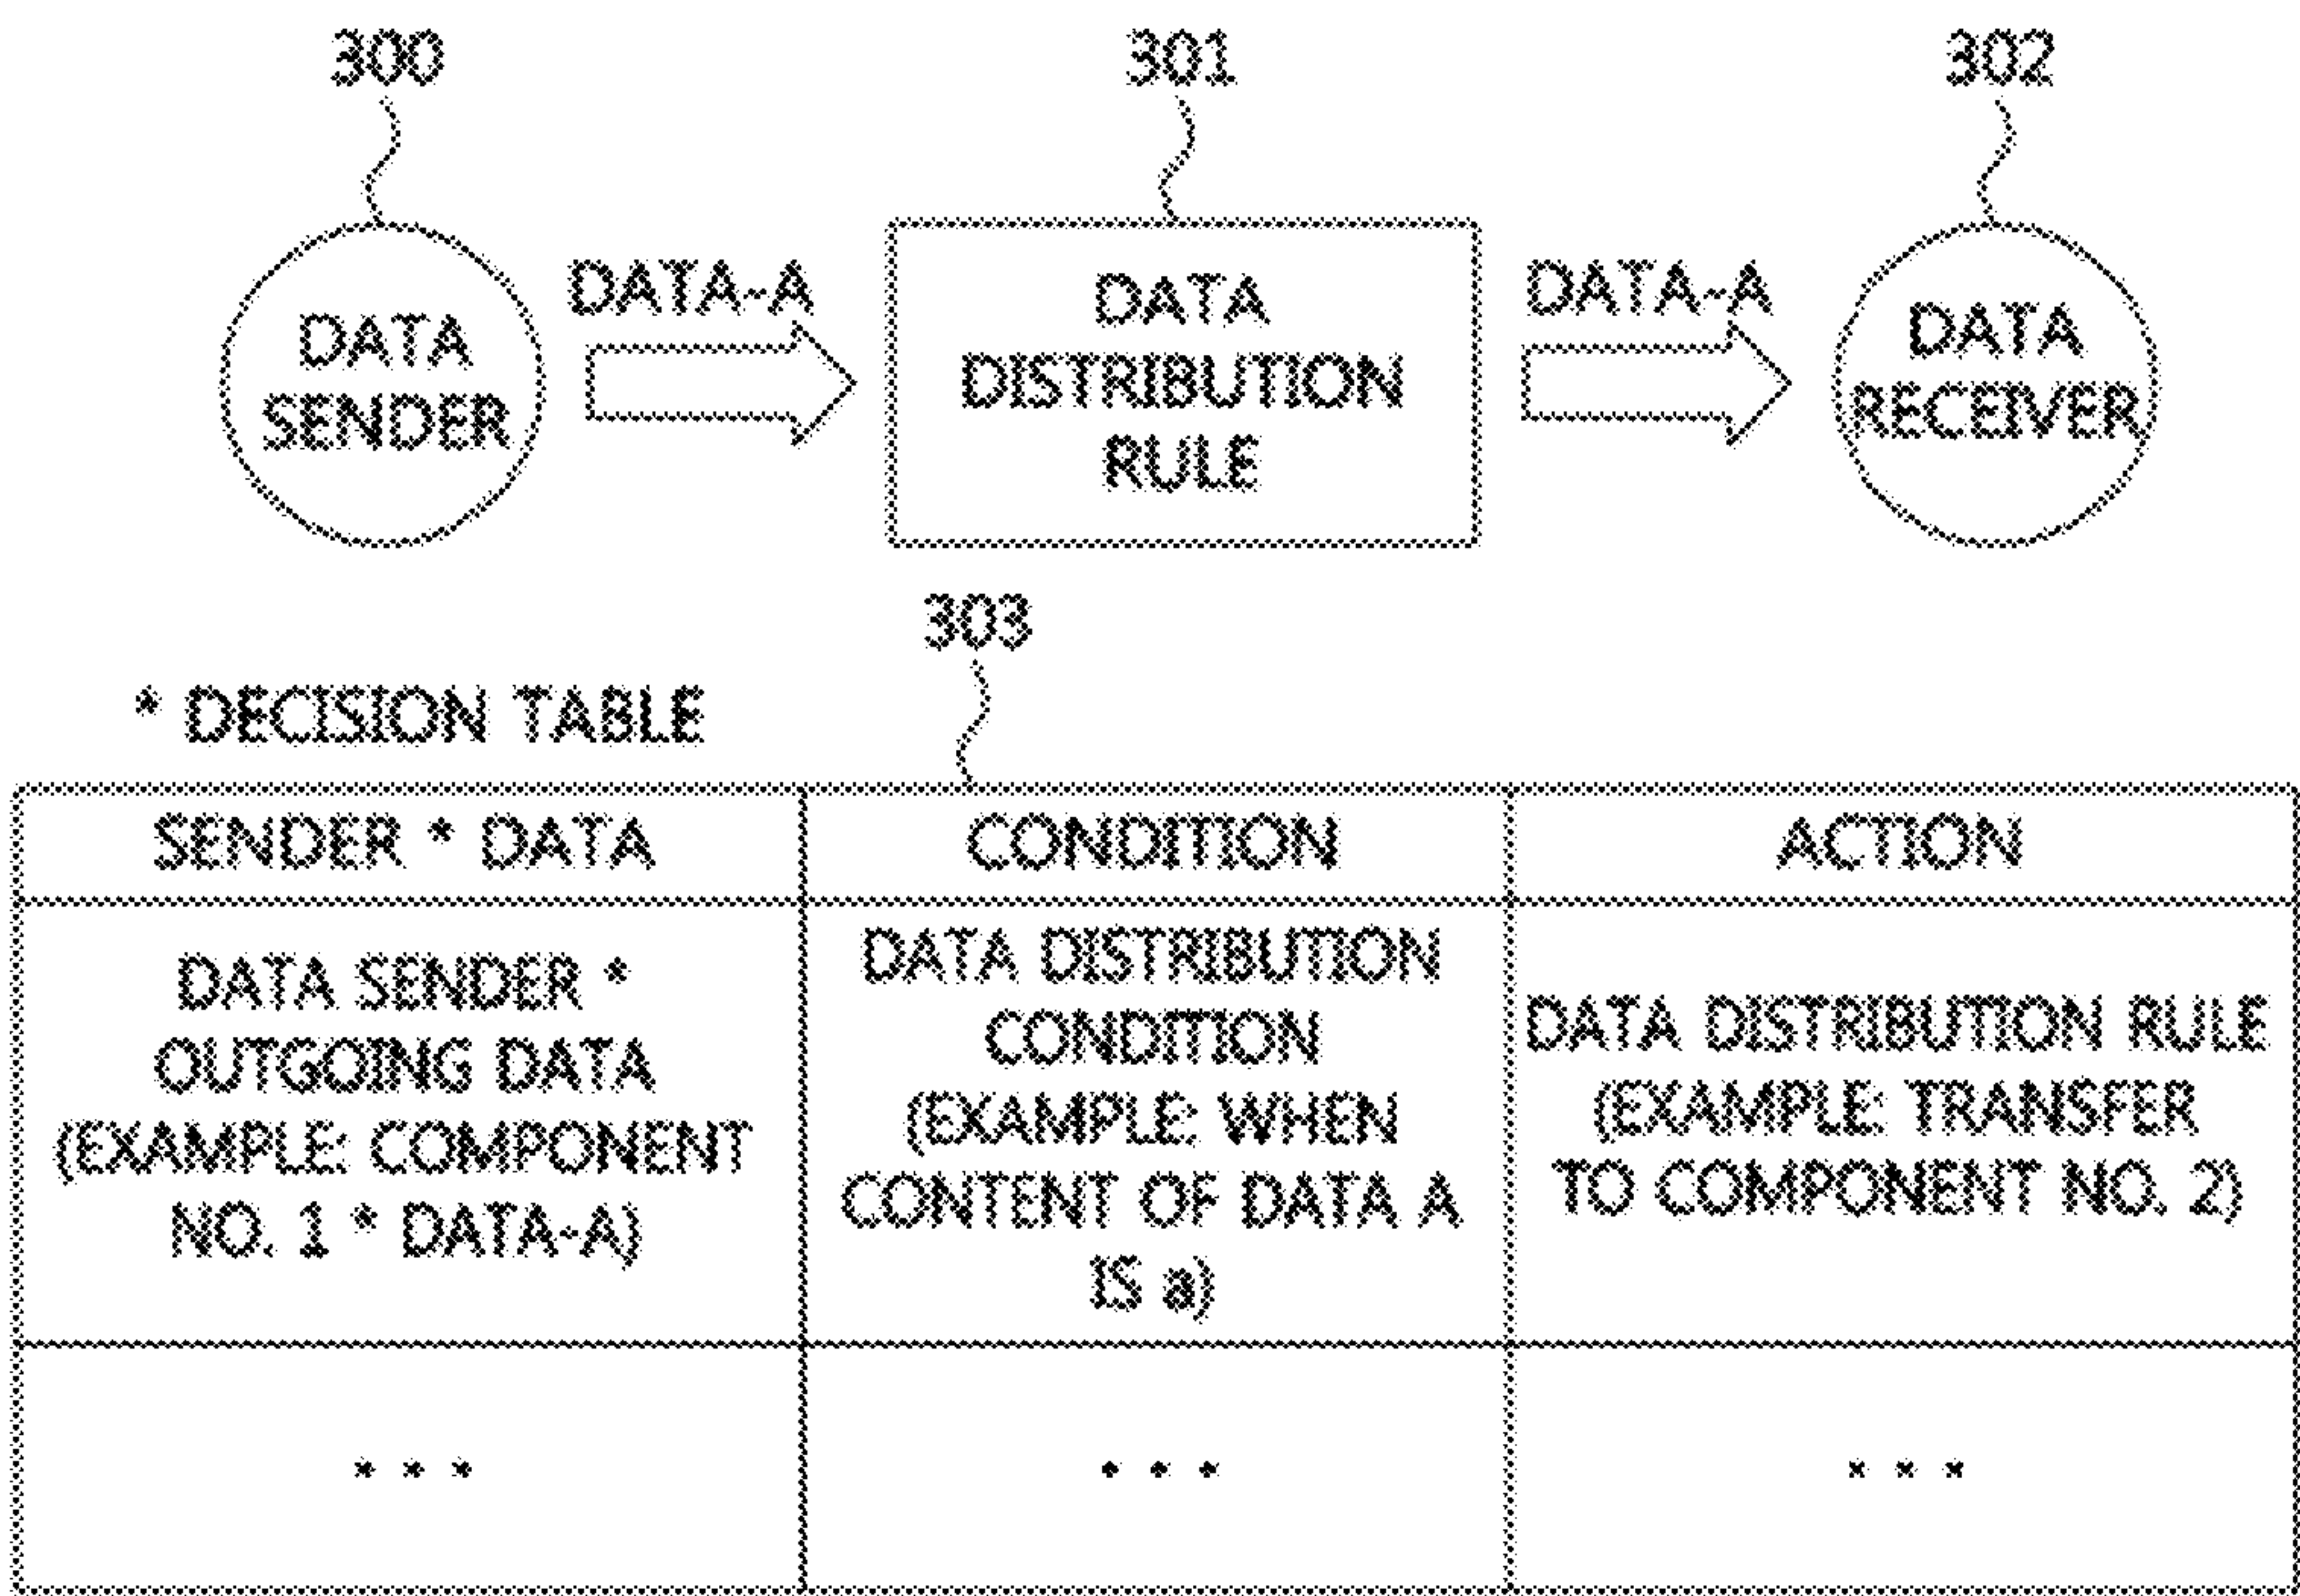 300
301
302
DATA
SENDER
DATA-A
DATA
DISTRIBUTION
RULE
DATA-A
DATA
RECEIVER
303
* DECISION TABLE
SENDER * DATA
CONDITION
ACTION
DATA SENDER *
OUTGOING DATA
(EXAMPLE: COMPONENT
NO. 1 * DATA-A)
DATA DISTRIBUTION
CONDITION
(EXAMPLE: WHEN
CONTENT OF DATA A
IS a)
DATA DISTRIBUTION RULE
(EXAMPLE: TRANSFER
TO COMPONENT NO. 2)
• • •
• • •
• • •